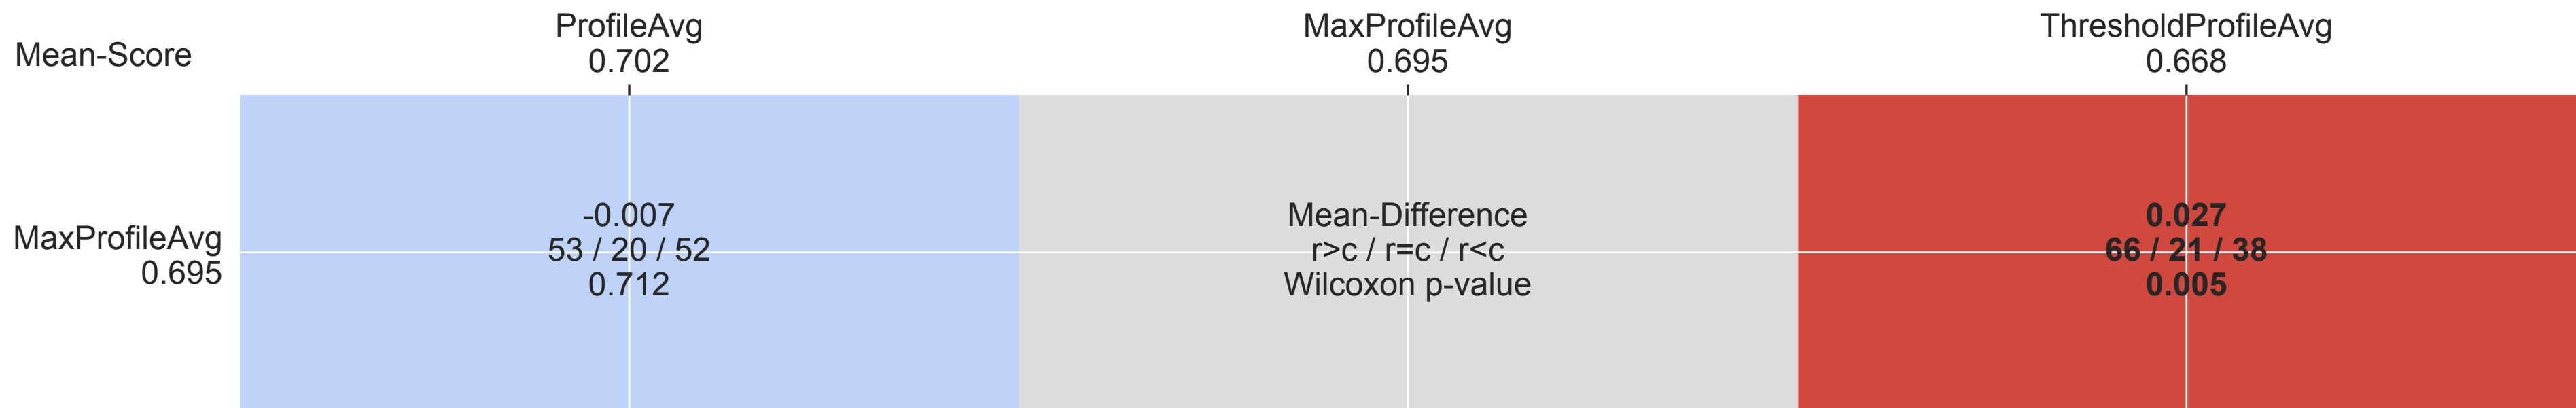 Mean-Score
ProfileAvg
0.702
MaxProfileAvg
0.695
ThresholdProfileAvg
0.668
MaxProfileAvg
0.695
-0.007
53 / 20 / 52
0.712
Mean-Difference
r>c / r=c / r<c
Wilcoxon p-value
0.027
66 / 21 / 38
0.005